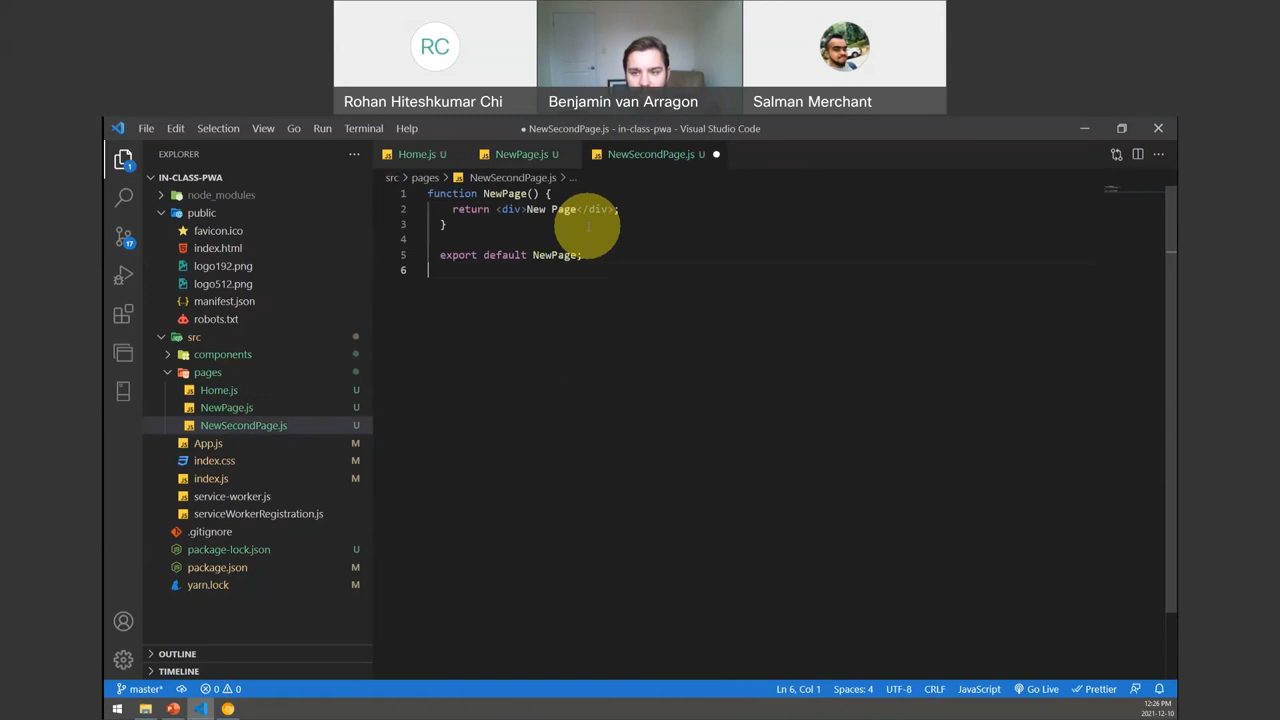 RC
Rohan Hiteshkumar Chi
Benjamin van Arragon
Salman Merchant
File Edit Selection View Go Run Terminal Help
● NewSecondPage.js - in-class-pwa - Visual Studio Code
EXPLORER
Home.js U
NewPage.js U
NewSecondPage.js U
IN-CLASS-PWA
src > pages > NewSecondPage.js > ...
node_modules
public
favicon.ico
index.html
logo192.png
logo512.png
manifest.json
robots.txt
src
components
pages
Home.js U
NewPage.js U
NewSecondPage.js U
App.js M
index.css M
index.js M
service-worker.js
serviceWorkerRegistration.js
.gitignore
package-lock.json U
package.json M
yarn.lock M
OUTLINE
TIMELINE
1 function NewPage() {
2 return <div>New Page</div>;
3 }
4
5 export default NewPage;
6
1
17
master* 0 0
Ln 6, Col 1 Spaces: 4 UTF-8 CRLF JavaScript Go Live Prettier
12:26 PM
2021-12-10